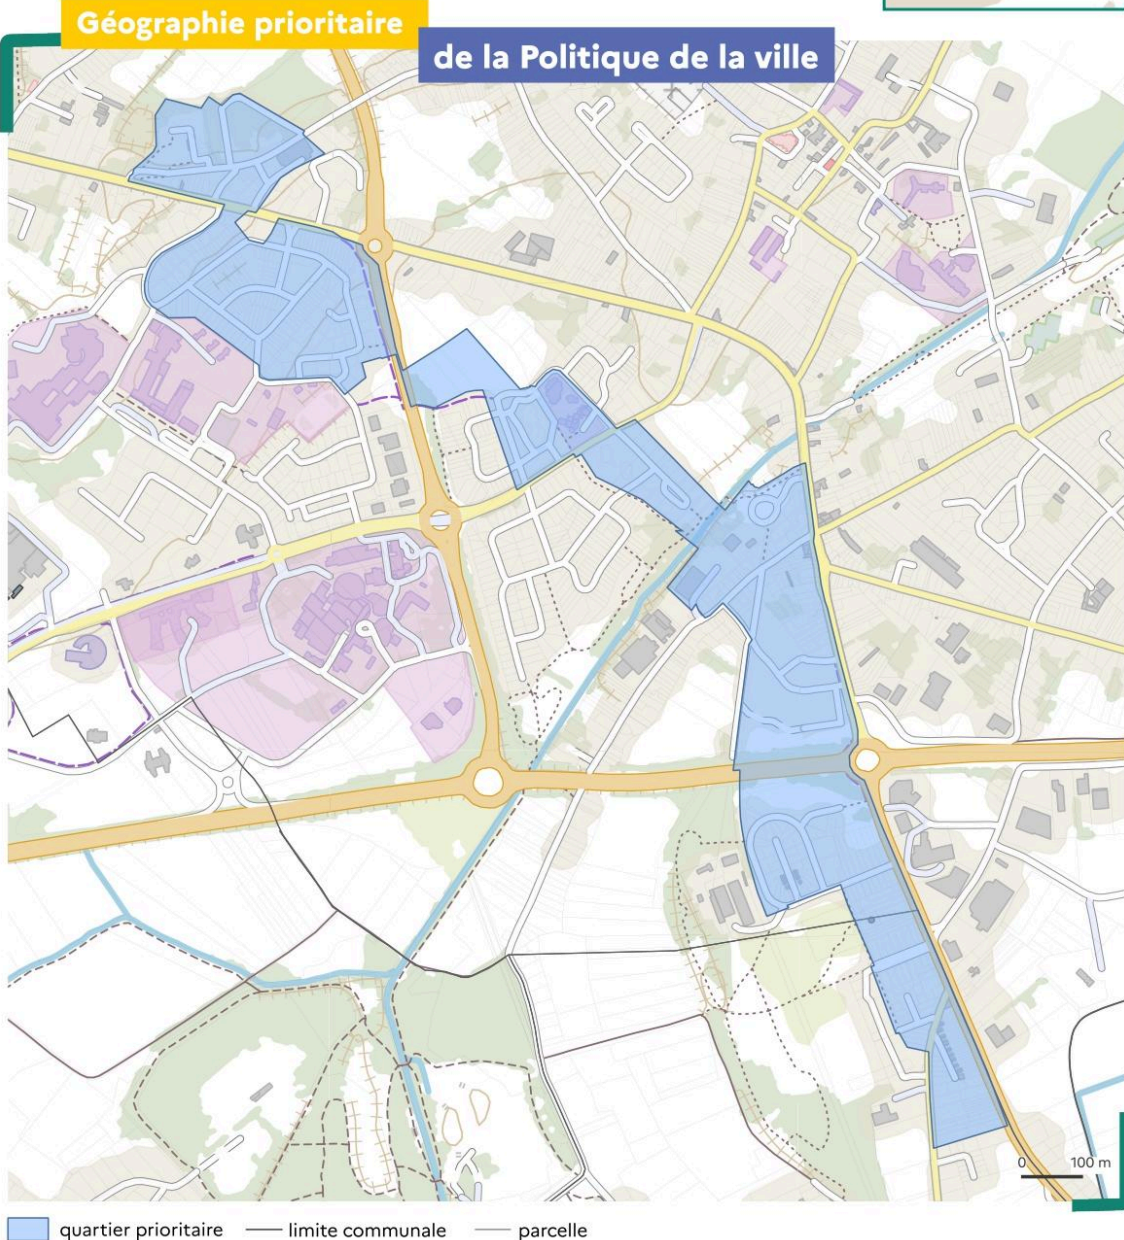 Géographie prioritaire
de la Politique de la ville
0 100 m
quartier prioritaire limite communale parcelle